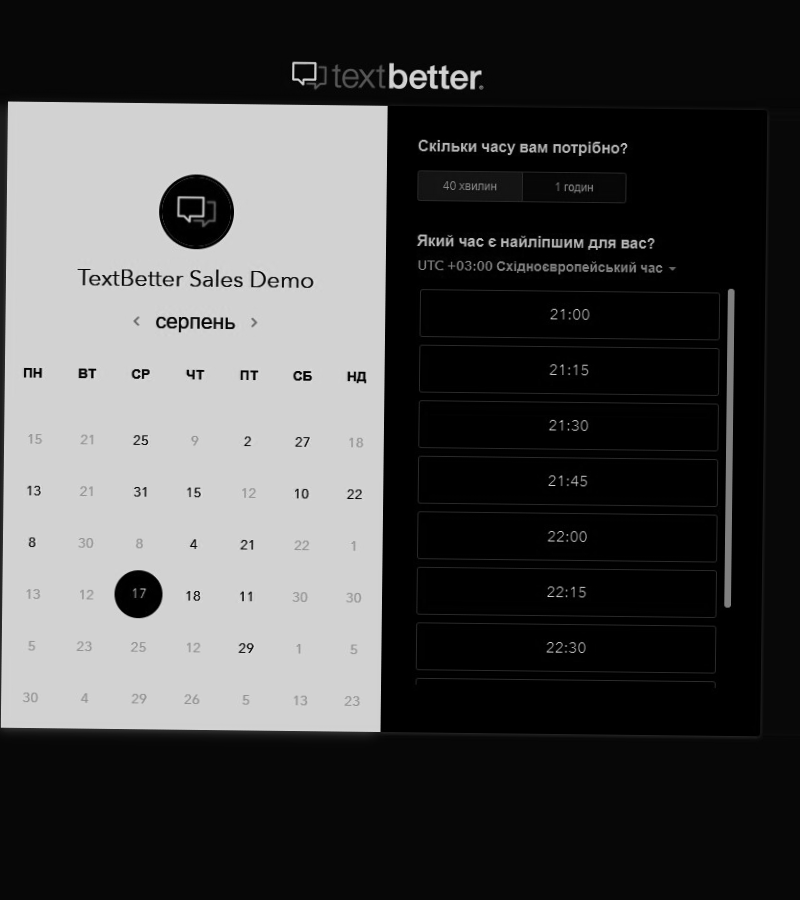 textbetter.
TextBetter Sales Demo
серпень
ПН ВТ СР ЧТ ПТ СБ НД
15 21 25 9 2 27 18
13 21 31 15 12 10 22
8 30 8 4 21 22 1
13 12 17 18 11 30 30
5 23 25 12 29 1 5
30 4 29 26 5 13 23
Скільки часу вам потрібно?
40 хвилин 1 годин
Який час є найліпшим для вас?
UTC +03:00 Східноєвропейський час
21:00
21:15
21:30
21:45
22:00
22:15
22:30